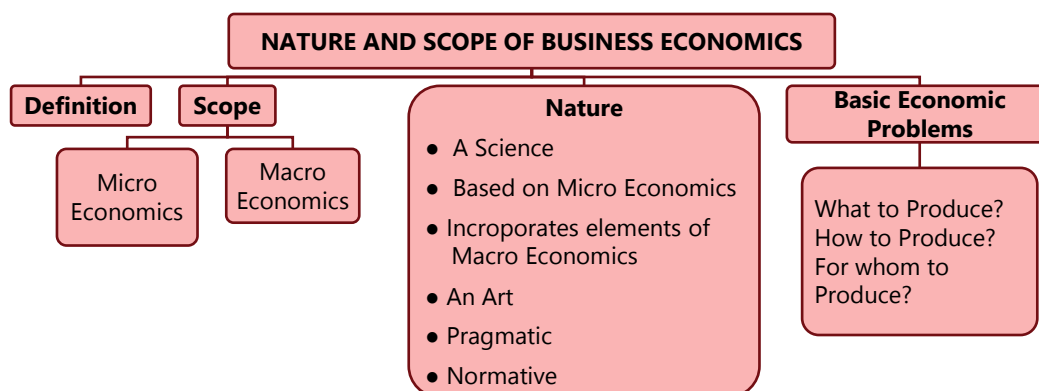 NATURE AND SCOPE OF BUSINESS ECONOMICS
Definition
Scope
Micro
Economics
Macro
Economics
Nature
● A Science
● Based on Micro Economics
● Incroporates elements of
Macro Economics
● An Art
● Pragmatic
● Normative
Basic Economic
Problems
What to Produce?
How to Produce?
For whom to
Produce?